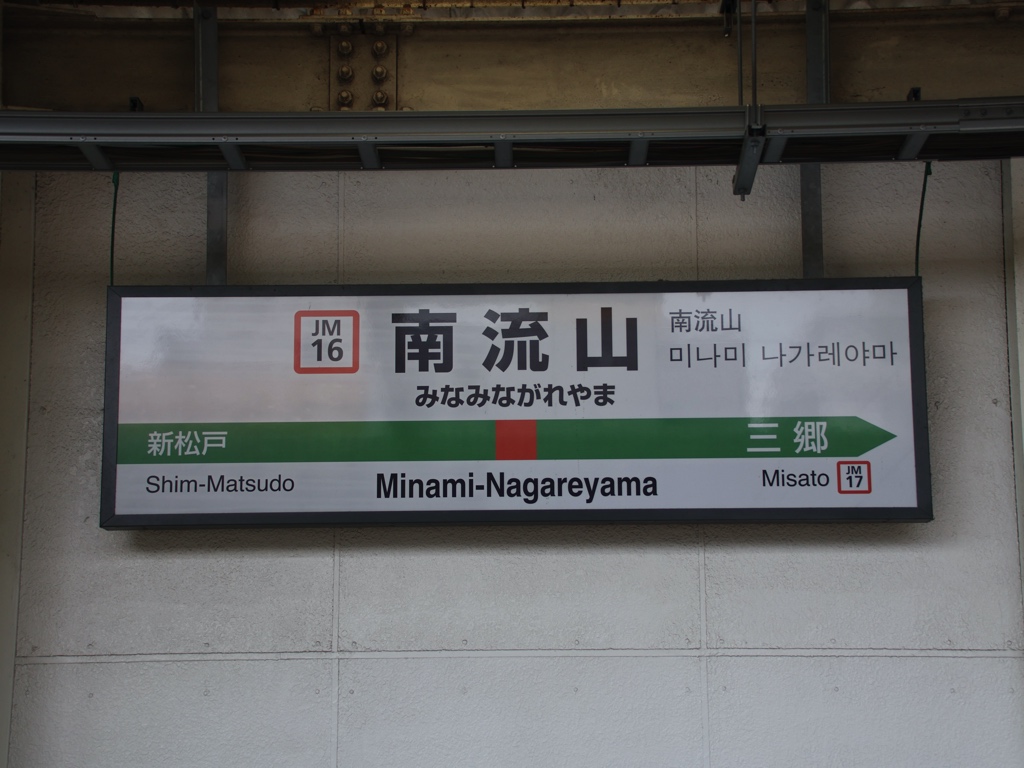 JM
16
南流山
みなみながれやま
南流山
미나미 나가레야마
新松戸
三郷
Shim-Matsudo
Minami-Nagareyama
Misato
JM
17